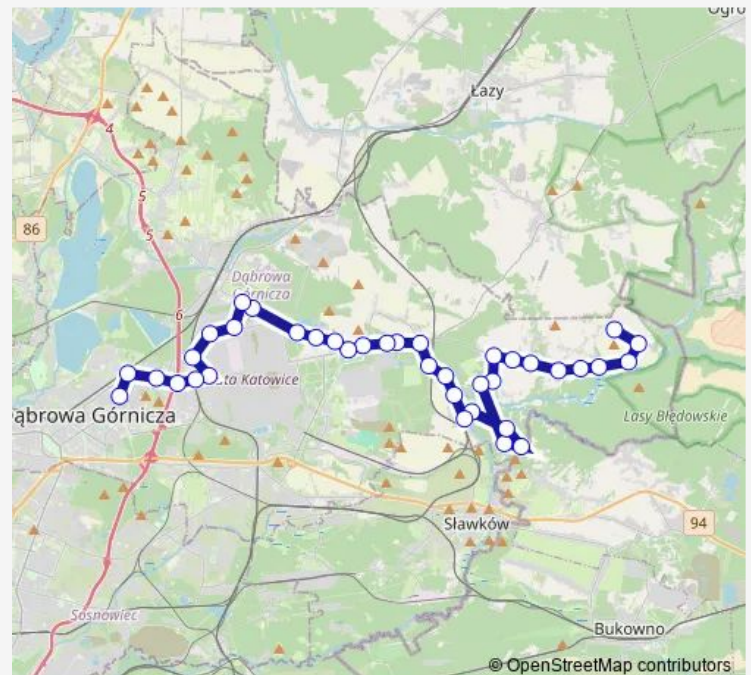 Ogro
Łazy
4
5
86
5
Dąbrowa
Górnicza
6
ta Katowice
ąbrowa Górnicza
Lasy Błędowskie
94
Sławków
Sosnowiec
Bukowno
© OpenStreetMap contributors